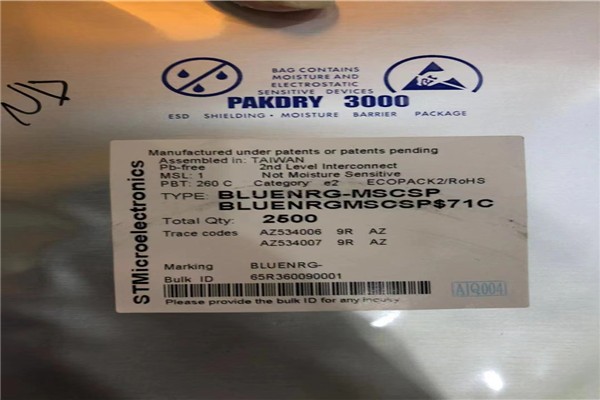 ND
BAG CONTAINS
MOISTURE AND
ELECTROSTATIC
SENSITIVE DEVICES
PAKDRY 3000
ESD SHIELDING • MOISTURE BARRIER PACKAGE
STMicroelectronics
Manufactured under patents or patents pending
Assembled in: TAIWAN
Pb-free 2nd Level Interconnect
MSL: 1 Not Moisture Sensitive
PBT: 260 C Category e2 ECOPACK2/RoHS
TYPE: BLUENRG-MSCSP
BLUENRGMSCSP$71C
Total Qty: 2500
Trace codes AZ534006 9R AZ
AZ534007 9R AZ
Marking BLUENRG-
Bulk ID 65R360090001
Please provide the bulk ID for any inquiry
AQ004